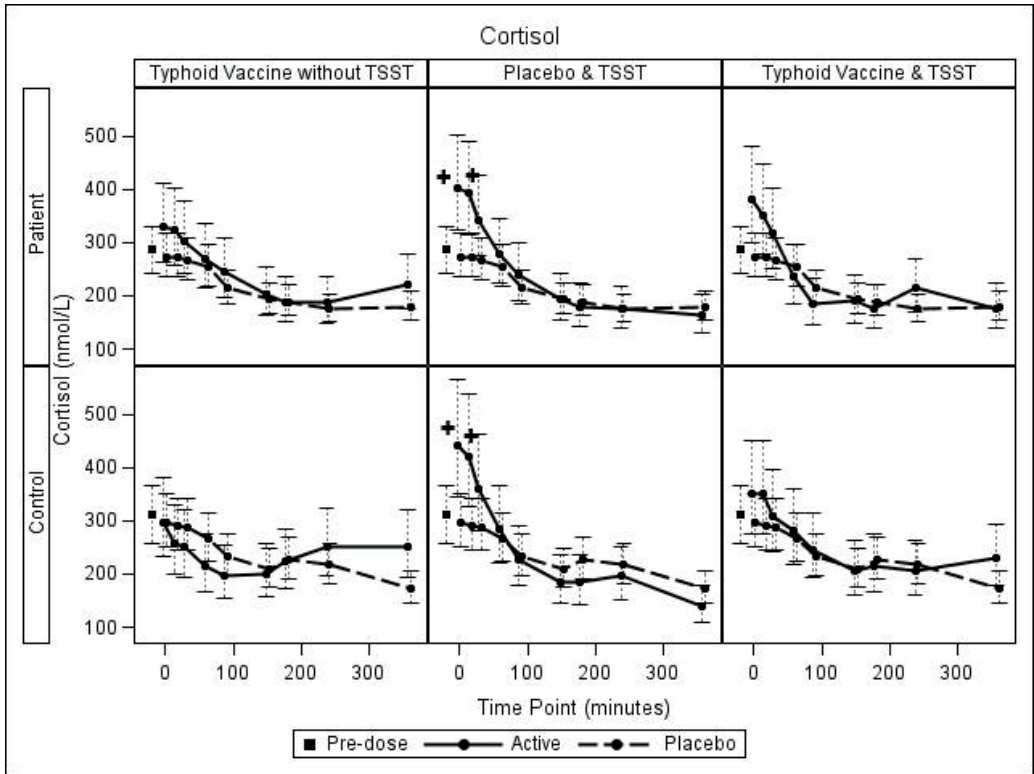 Cortisol
Typhoid Vaccine without TSST
Placebo & TSST
Typhoid Vaccine & TSST
Patient
Control
Cortisol (nmol/L)
500
400
300
200
100
500
400
300
200
100
0 100 200 300
0 100 200 300
0 100 200 300
Time Point (minutes)
Pre-dose Active Placebo